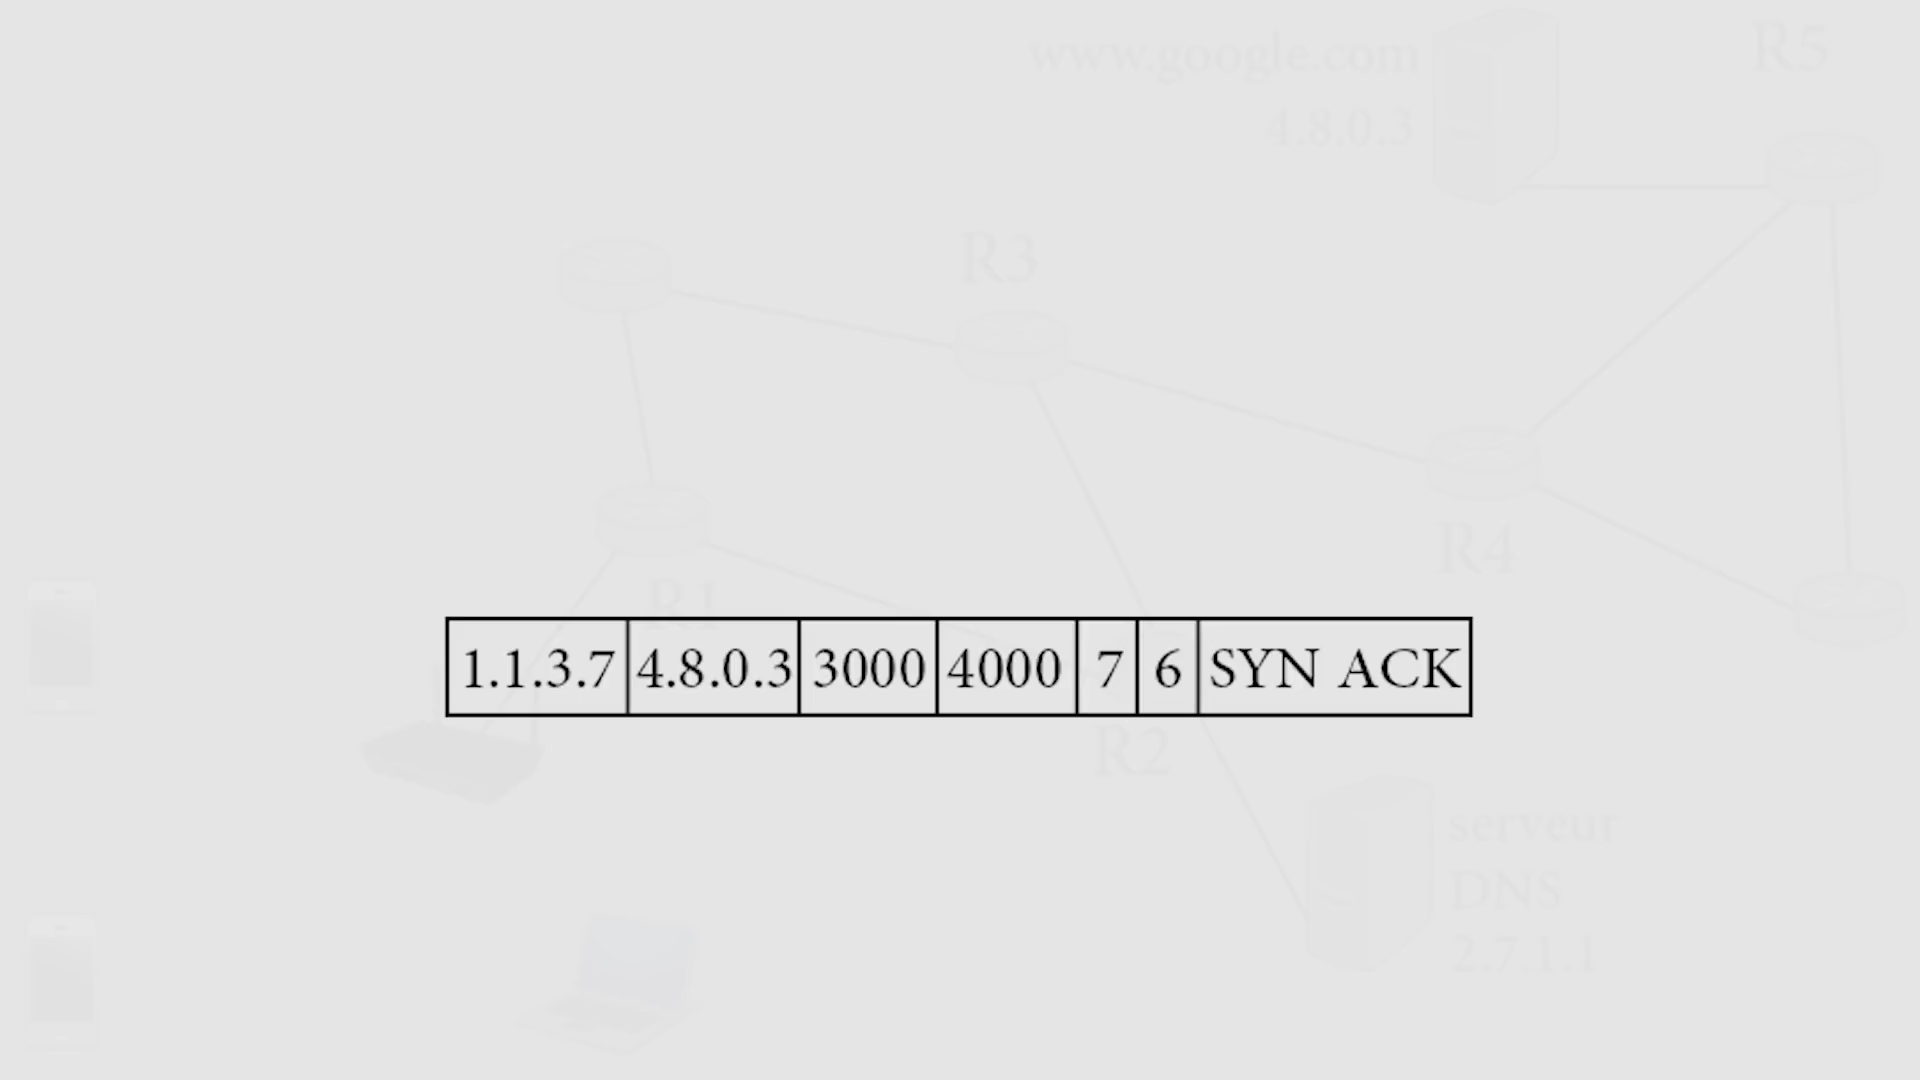 www.google.com
R5
4.8.0.3
R3
R4
R1
1.1.3.7 4.8.0.3 3000 4000 7 6 SYN ACK
R2
serveur
DNS
2.7.1.1